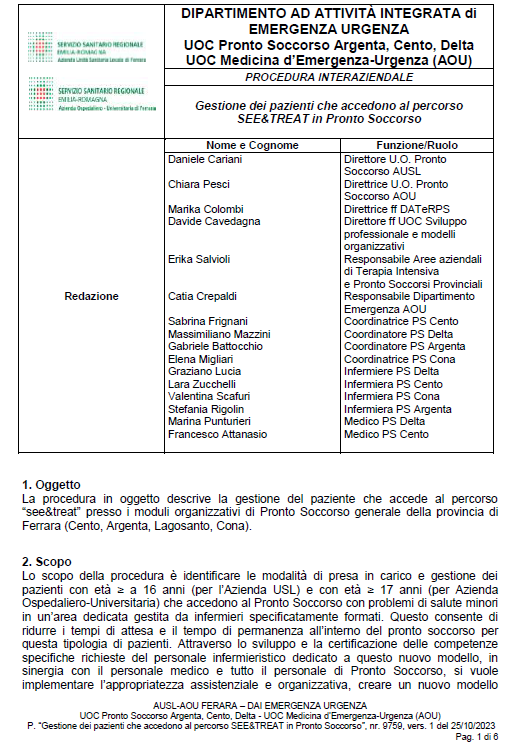 SERVIZIO SANITARIO REGIONALE
EMILIA-ROMAGNA
Azienda Unità Sanitaria Locale di Ferrara
SERVIZIO SANITARIO REGIONALE
EMILIA-ROMAGNA
Azienda Ospedaliero - Universitaria di Ferrara
DIPARTIMENTO AD ATTIVITÀ INTEGRATA di
EMERGENZA URGENZA
UOC Pronto Soccorso Argenta, Cento, Delta
UOC Medicina d'Emergenza-Urgenza (AOU)
PROCEDURA INTERAZIENDALE
Gestione dei pazienti che accedono al percorso
SEE&TREAT in Pronto Soccorso
Redazione
Nome e Cognome Funzione/Ruolo
Daniele Cariani Direttore U.O. Pronto
Soccorso AUSL
Chiara Pesci Direttrice U.O. Pronto
Soccorso AOU
Marika Colombi Direttrice ff DATeRPS
Davide Cavedagna Direttore ff UOC Sviluppo
professionale e modelli
organizzativi
Erika Salvioli Responsabile Aree aziendali
di Terapia Intensiva
e Pronto Soccorsi Provinciali
Catia Crepaldi Responsabile Dipartimento
Emergenza AOU
Sabrina Frignani Coordinatrice PS Cento
Massimiliano Mazzini Coordinatore PS Delta
Gabriele Battocchio Coordinatore PS Argenta
Elena Migliari Coordinatrice PS Cona
Graziano Lucia Infermiere PS Delta
Lara Zucchelli Infermiera PS Cento
Valentina Scafuri Infermiera PS Cona
Stefania Rigolin Infermiera PS Argenta
Marina Punturieri Medico PS Delta
Francesco Attanasio Medico PS Cento
1. Oggetto
La procedura in oggetto descrive la gestione del paziente che accede al percorso
"see&treat" presso i moduli organizzativi di Pronto Soccorso generale della provincia di
Ferrara (Cento, Argenta, Lagosanto, Cona).
2. Scopo
Lo scopo della procedura è identificare le modalità di presa in carico e gestione dei
pazienti con età ≥ a 16 anni (per l'Azienda USL) e con età ≥ 17 anni (per Azienda
Ospedaliero-Universitaria) che accedono al Pronto Soccorso con problemi di salute minori
in un'area dedicata gestita da infermieri specificatamente formati. Questo consente di
ridurre i tempi di attesa e il tempo di permanenza all'interno del pronto soccorso per
questa tipologia di pazienti. Attraverso lo sviluppo e la certificazione delle competenze
specifiche richieste del personale infermieristico dedicato a questo nuovo modello, in
sinergia con il personale medico e tutto il personale di Pronto Soccorso, si vuole
implementare l'appropriatezza assistenziale e organizzativa, creare un nuovo modello
AUSL-AOU FERARA – DAI EMERGENZA URGENZA
UOC Pronto Soccorso Argenta, Cento, Delta - UOC Medicina d'Emergenza-Urgenza (AOU)
P. "Gestione dei pazienti che accedono al percorso SEE&TREAT in Pronto Soccorso", nr. 9759, vers. 1 del 25/10/2023
Pag. 1 di 6